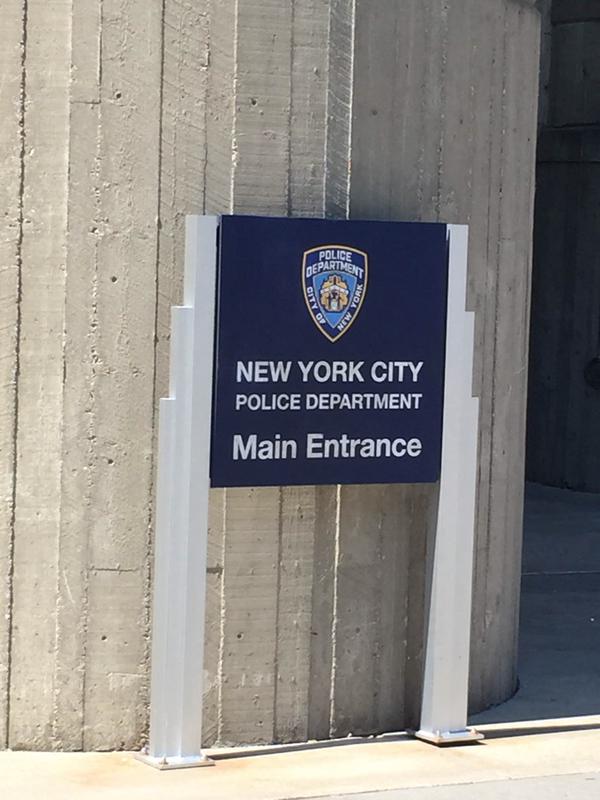 POLICE
DEPARTMENT
CITY OF NEW YORK
NEW YORK CITY
POLICE DEPARTMENT
Main Entrance